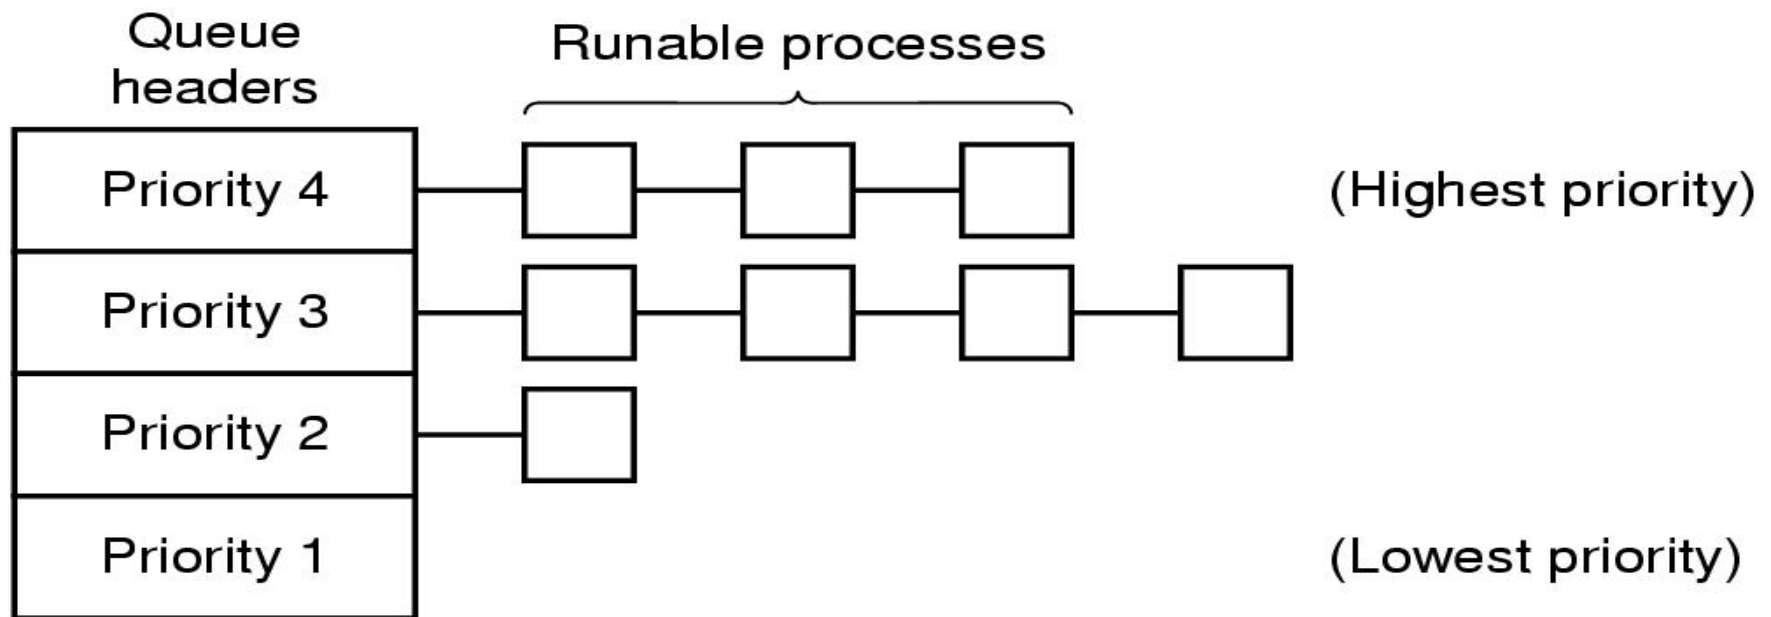 Queue
headers
Runable processes
Priority 4
(Highest priority)
Priority 3
Priority 2
Priority 1
(Lowest priority)